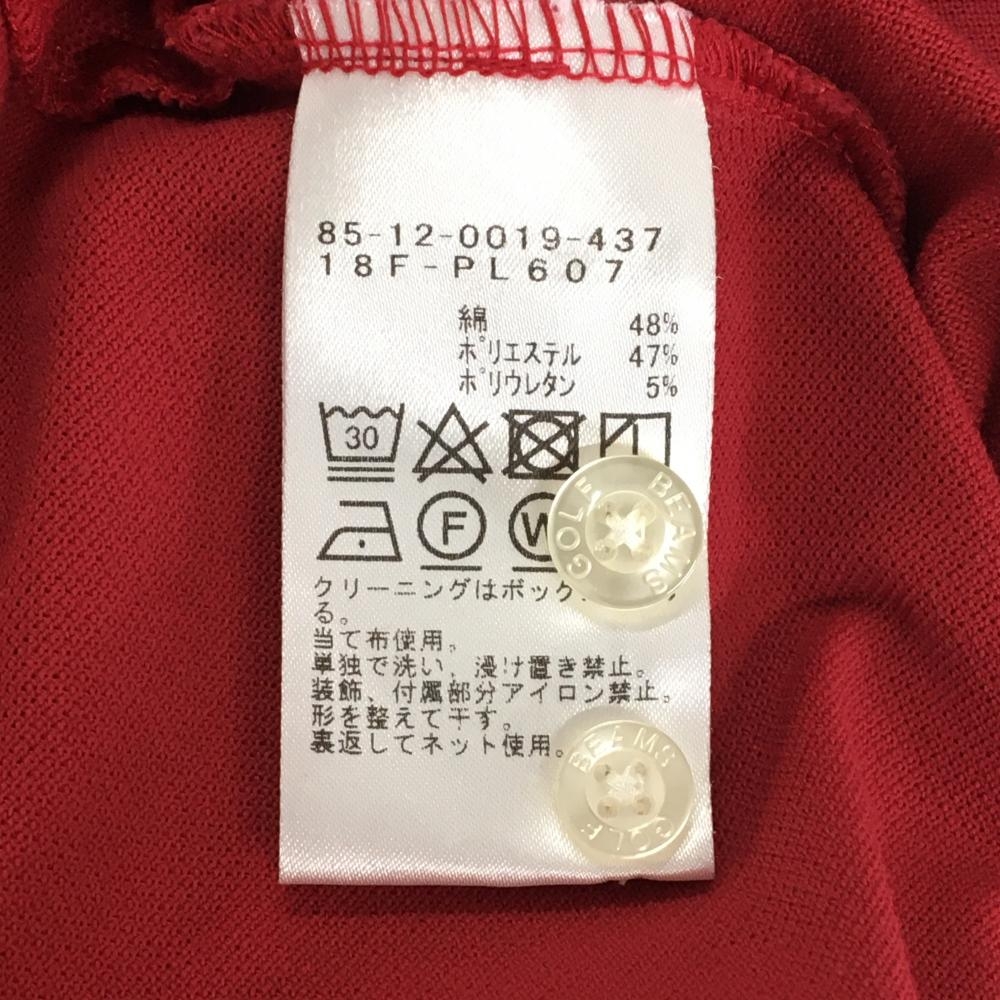 85-12-0019-437
18F-PL607
綿 48%
ポリエステル 47%
ポリウレタン 5%
30
F
W
GOLF BEAMS
クリーニングはボック
る。
当て布使用。
単独で洗い、浸け置き禁止。
装飾、付属部分アイロン禁止。
形を整えて干す。
裏返してネット使用。
BEAMS
GOLF